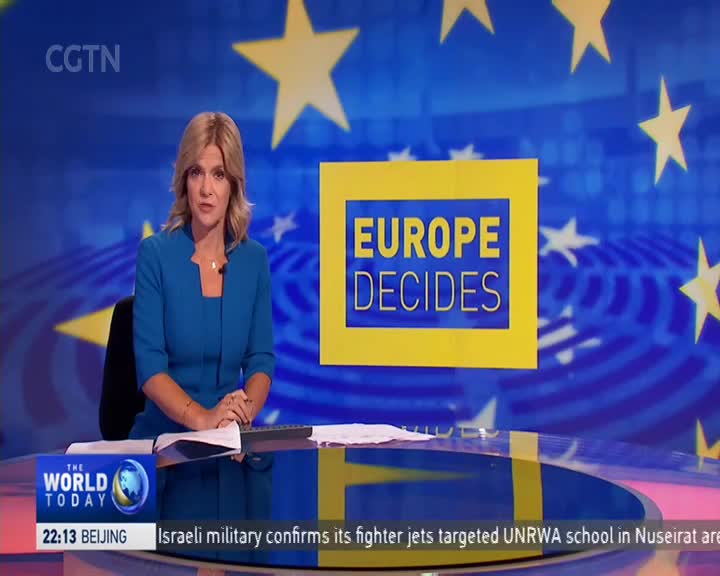 CGTN
EUROPE
DECIDES
THE
WORLD
TODAY
22:13 BEIJING
Israeli military confirms its fighter jets targeted UNRWA school in Nuseirat are